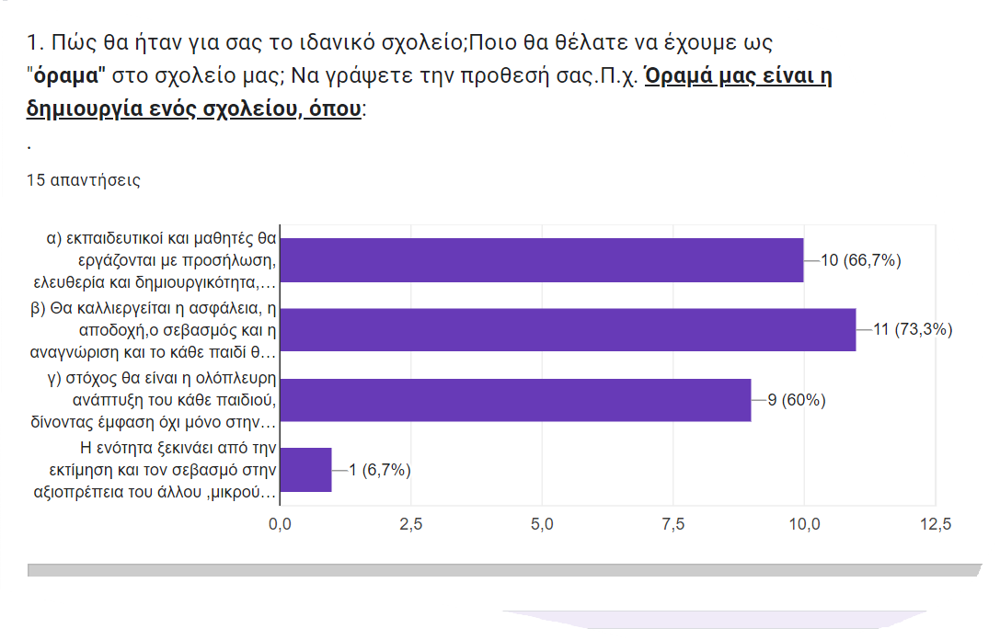 1. Πώς θα ήταν για σας το ιδανικό σχολείο;Ποιο θα θέλατε να έχουμε ως
"όραμα" στο σχολείο μας; Να γράψετε την προθεσή σας.Π.χ. Όραμά μας είναι η
δημιουργία ενός σχολείου, όπου:
.
15 απαντήσεις
α) εκπαιδευτικοί και μαθητές θα
εργάζονται με προσήλωση,
ελευθερία και δημιουργικότητα,…
10 (66,7%)
β) Θα καλλιεργείται η ασφάλεια, η
αποδοχή,ο σεβασμός και η
αναγνώριση και το κάθε παιδί θ…
11 (73,3%)
γ) στόχος θα είναι η ολόπλευρη
ανάπτυξη του κάθε παιδιού,
δίνοντας έμφαση όχι μόνο στην…
9 (60%)
Η ενότητα ξεκινάει από την
εκτίμηση και τον σεβασμό στην
αξιοπρέπεια του άλλου ,μικρού…
1 (6,7%)
0,0 2,5 5,0 7,5 10,0 12,5